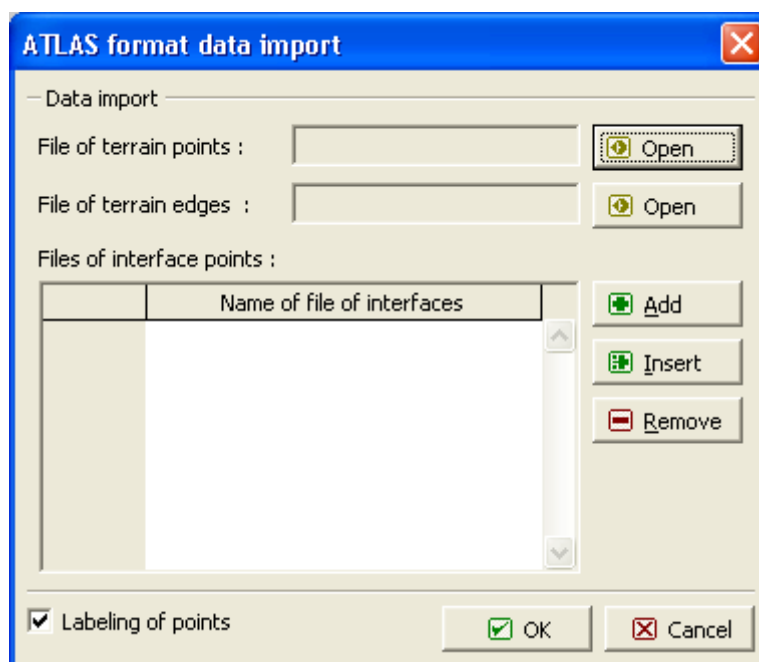 ATLAS format data import
Data import
File of terrain points : Open
File of terrain edges : Open
Files of interface points :
Name of file of interfaces
Add
Insert
Remove
Labeling of points OK Cancel